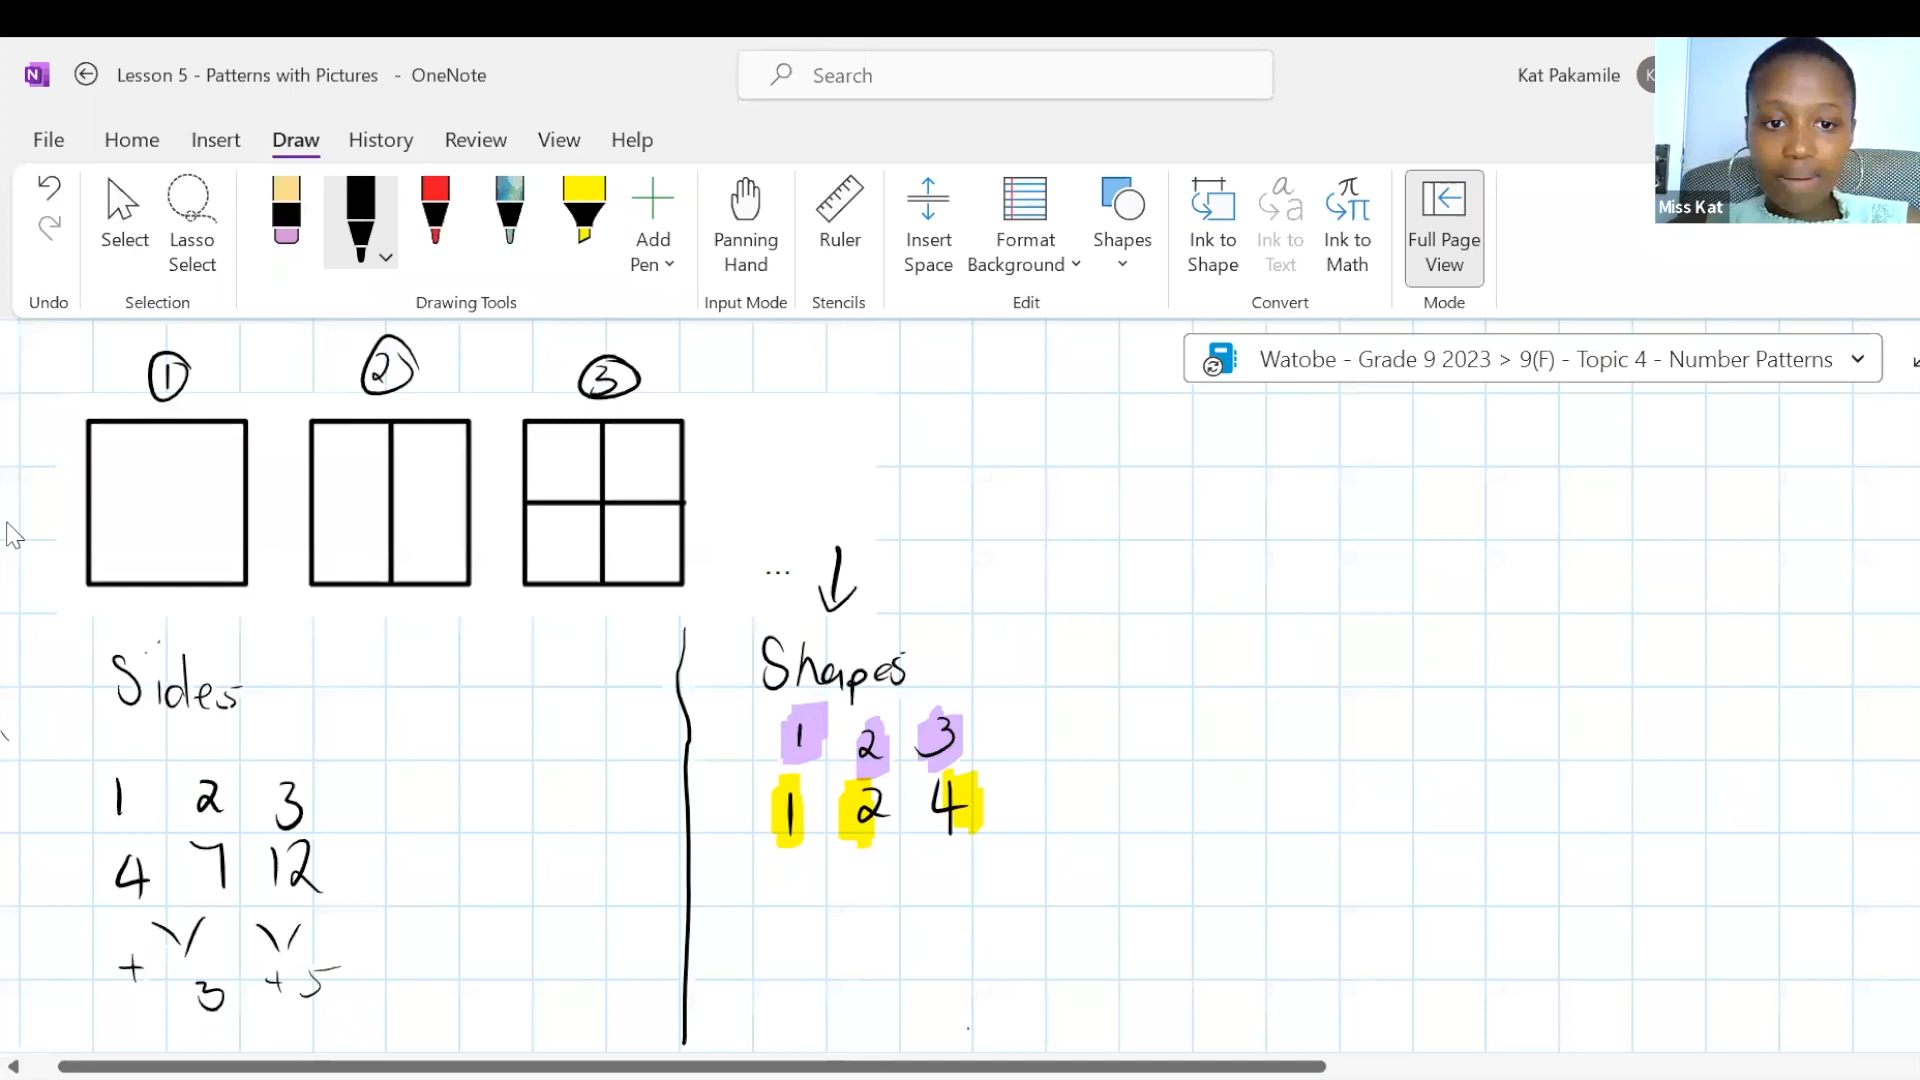 Lesson 5 - Patterns with Pictures - OneNote
Search
Kat Pakamile
K
File Home Insert Draw History Review View Help
Select
Lasso Select
Add Pen
Panning Hand
Ruler
Insert Space
Format Background
Shapes
Ink to Shape
Ink to Text
Ink to Math
Full Page View
Undo Selection Drawing Tools Input Mode Stencils Edit Convert Mode
Miss Kat
Watobe - Grade 9 2023 > 9(F) - Topic 4 - Number Patterns
1 2 3
...
Sides
1 2 3
4 7 12
+ 3 + 5
Shapes
1 2 3
1 2 4